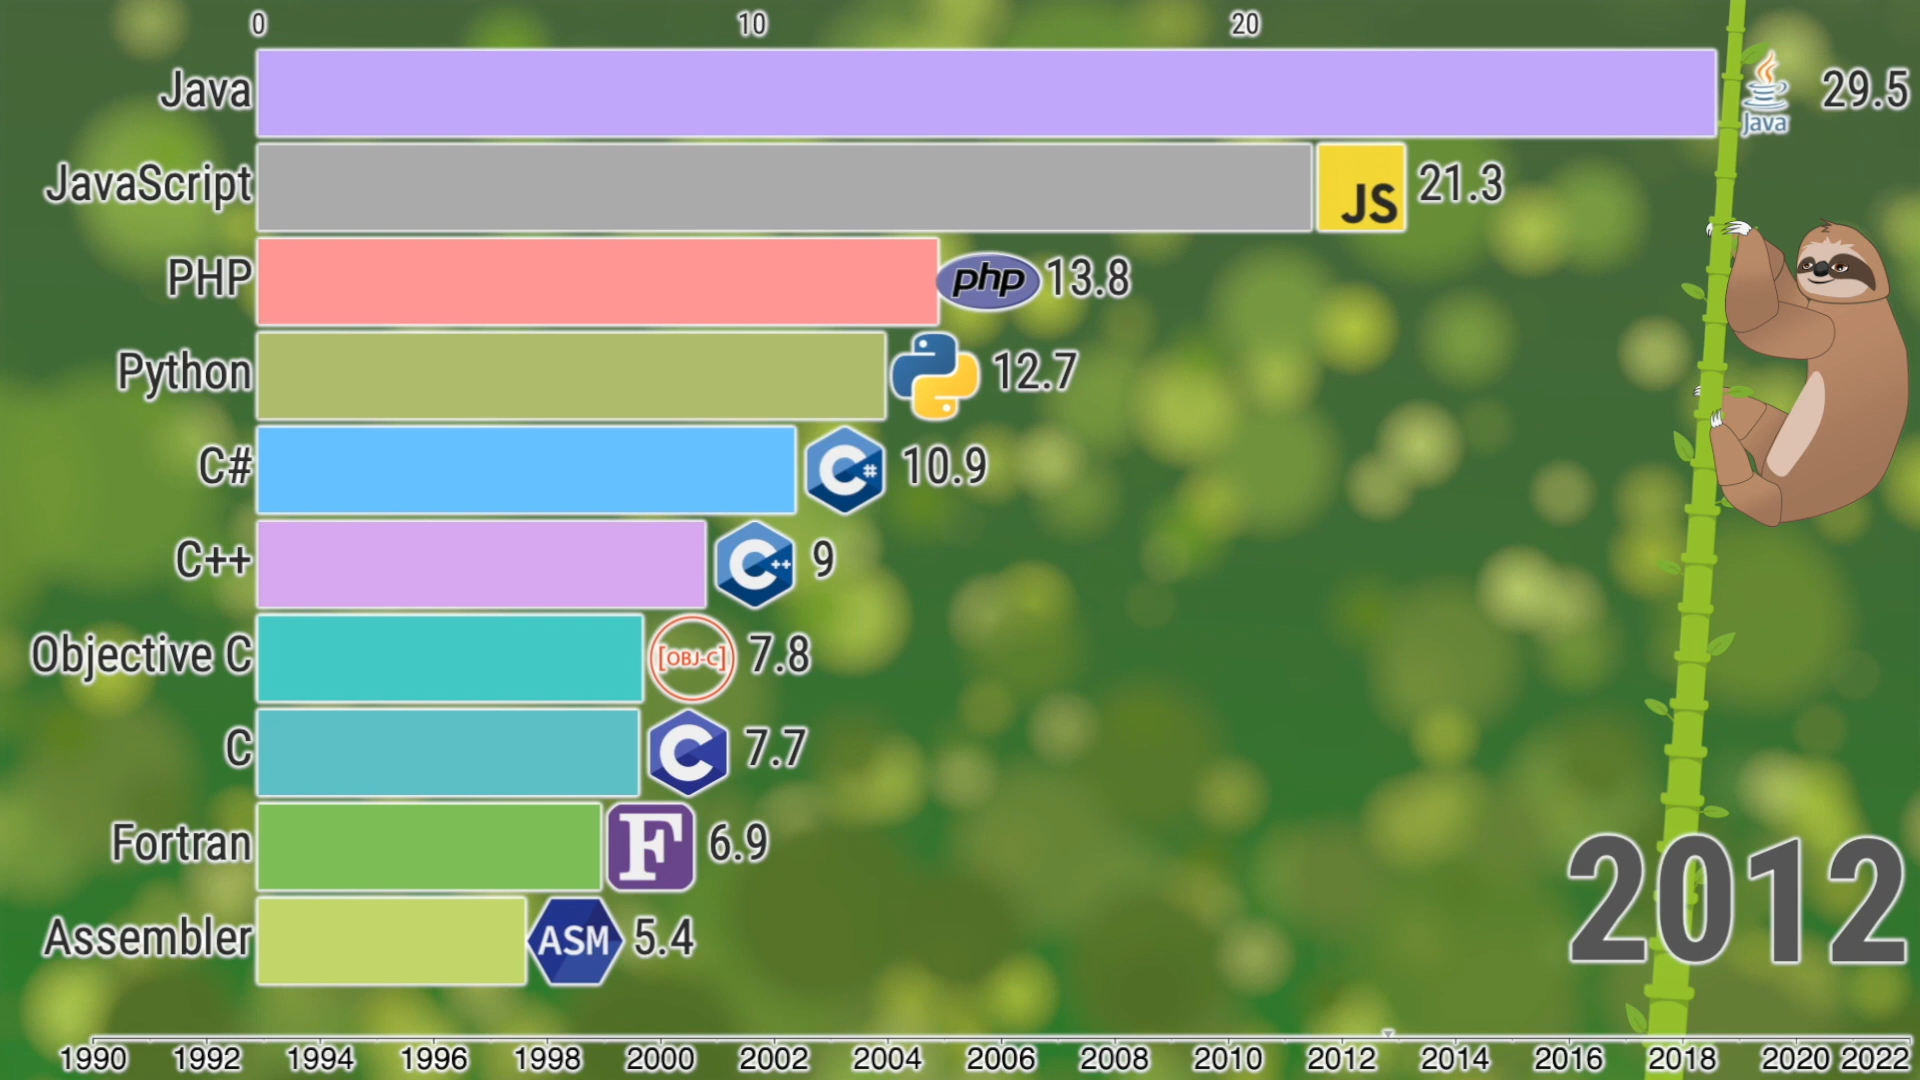 0 10 20
Java Java 29.5
JavaScript JS 21.3
PHP php 13.8
Python 12.7
C# C# 10.9
C++ C++ 9
Objective C [OBJ-C] 7.8
C C 7.7
Fortran F 6.9
Assembler ASM 5.4
2012
1990 1992 1994 1996 1998 2000 2002 2004 2006 2008 2010 2012 2014 2016 2018 2020 2022